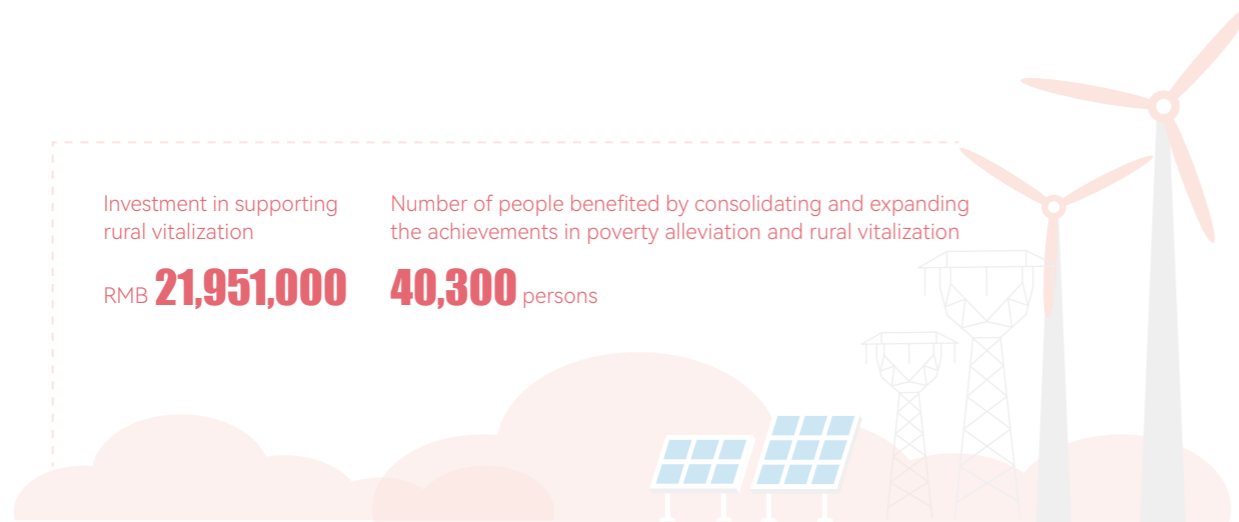 Investment in supporting
rural vitalization
RMB 21,951,000
Number of people benefited by consolidating and expanding
the achievements in poverty alleviation and rural vitalization
40,300 persons